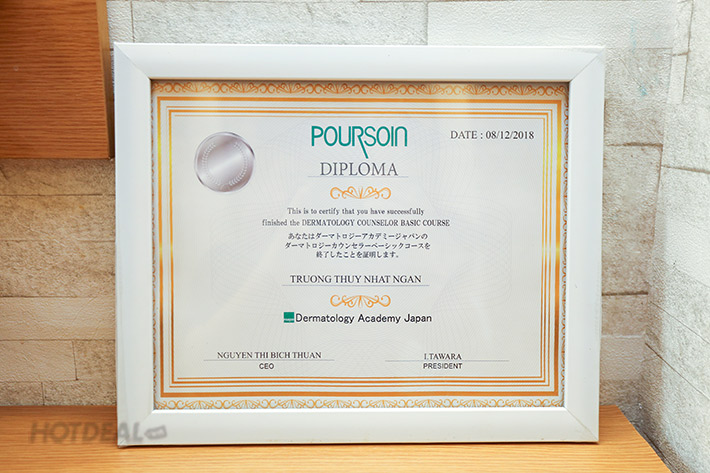 POURSOIN
DATE : 08/12/2018
DIPLOMA
This is to certify that you have successfully
finished the DERMATOLOGY COUNSELOR BASIC COURSE
あなたはダーマトロジーアカデミージャパンの
ダーマトロジーカウンセラーベーシックコースを
終了したことを証明します。
TRUONG THUY NHAT NGAN
Dermatology Academy Japan
NGUYEN THI BICH THUAN
CEO
I.TAWARA
PRESIDENT
HOTDEAL